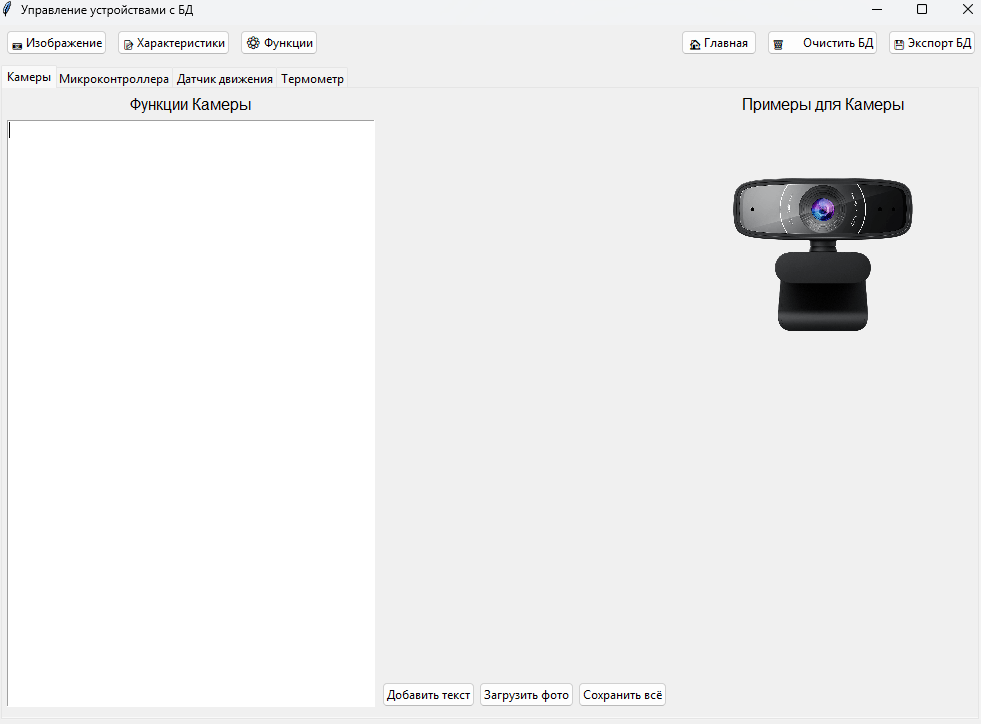 Управление устройствами с БД
Изображение Характеристики Функции Главная Очистить БД Экспорт БД
Камеры Микроконтроллера Датчик движения Термометр
Функции Камеры Примеры для Камеры
Добавить текст Загрузить фото Сохранить всё